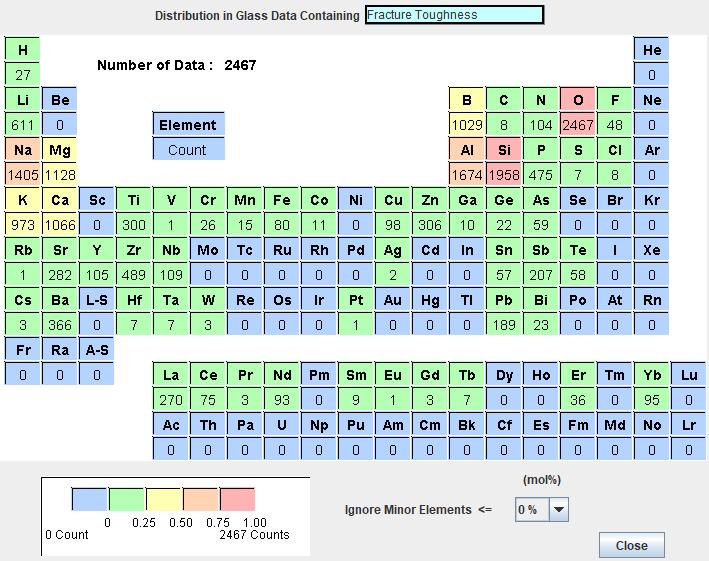 Distribution in Glass Data Containing Fracture Toughness
H He
Number of Data : 2467
27 0
Li Be B C N O F Ne
611 0 Element 1029 8 104 2467 48 0
Na Mg Count Al Si P S Cl Ar
1405 1128 1674 1958 475 7 8 0
K Ca Sc Ti V Cr Mn Fe Co Ni Cu Zn Ga Ge As Se Br Kr
973 1066 0 300 1 26 15 80 11 0 98 306 10 22 59 0 0 0
Rb Sr Y Zr Nb Mo Tc Ru Rh Pd Ag Cd In Sn Sb Te I Xe
1 282 105 489 109 0 0 0 0 0 2 0 0 57 207 58 0 0
Cs Ba L-S Hf Ta W Re Os Ir Pt Au Hg Tl Pb Bi Po At Rn
3 366 0 7 7 3 0 0 0 1 0 0 0 189 23 0 0 0
Fr Ra A-S
0 0 0
La Ce Pr Nd Pm Sm Eu Gd Tb Dy Ho Er Tm Yb Lu
270 75 3 93 0 9 1 3 7 0 0 36 0 95 0
Ac Th Pa U Np Pu Am Cm Bk Cf Es Fm Md No Lr
0 0 0 0 0 0 0 0 0 0 0 0 0 0 0
(mol%)
Ignore Minor Elements <= 0 %
0 0.25 0.50 0.75 1.00
0 Count 2467 Counts
Close